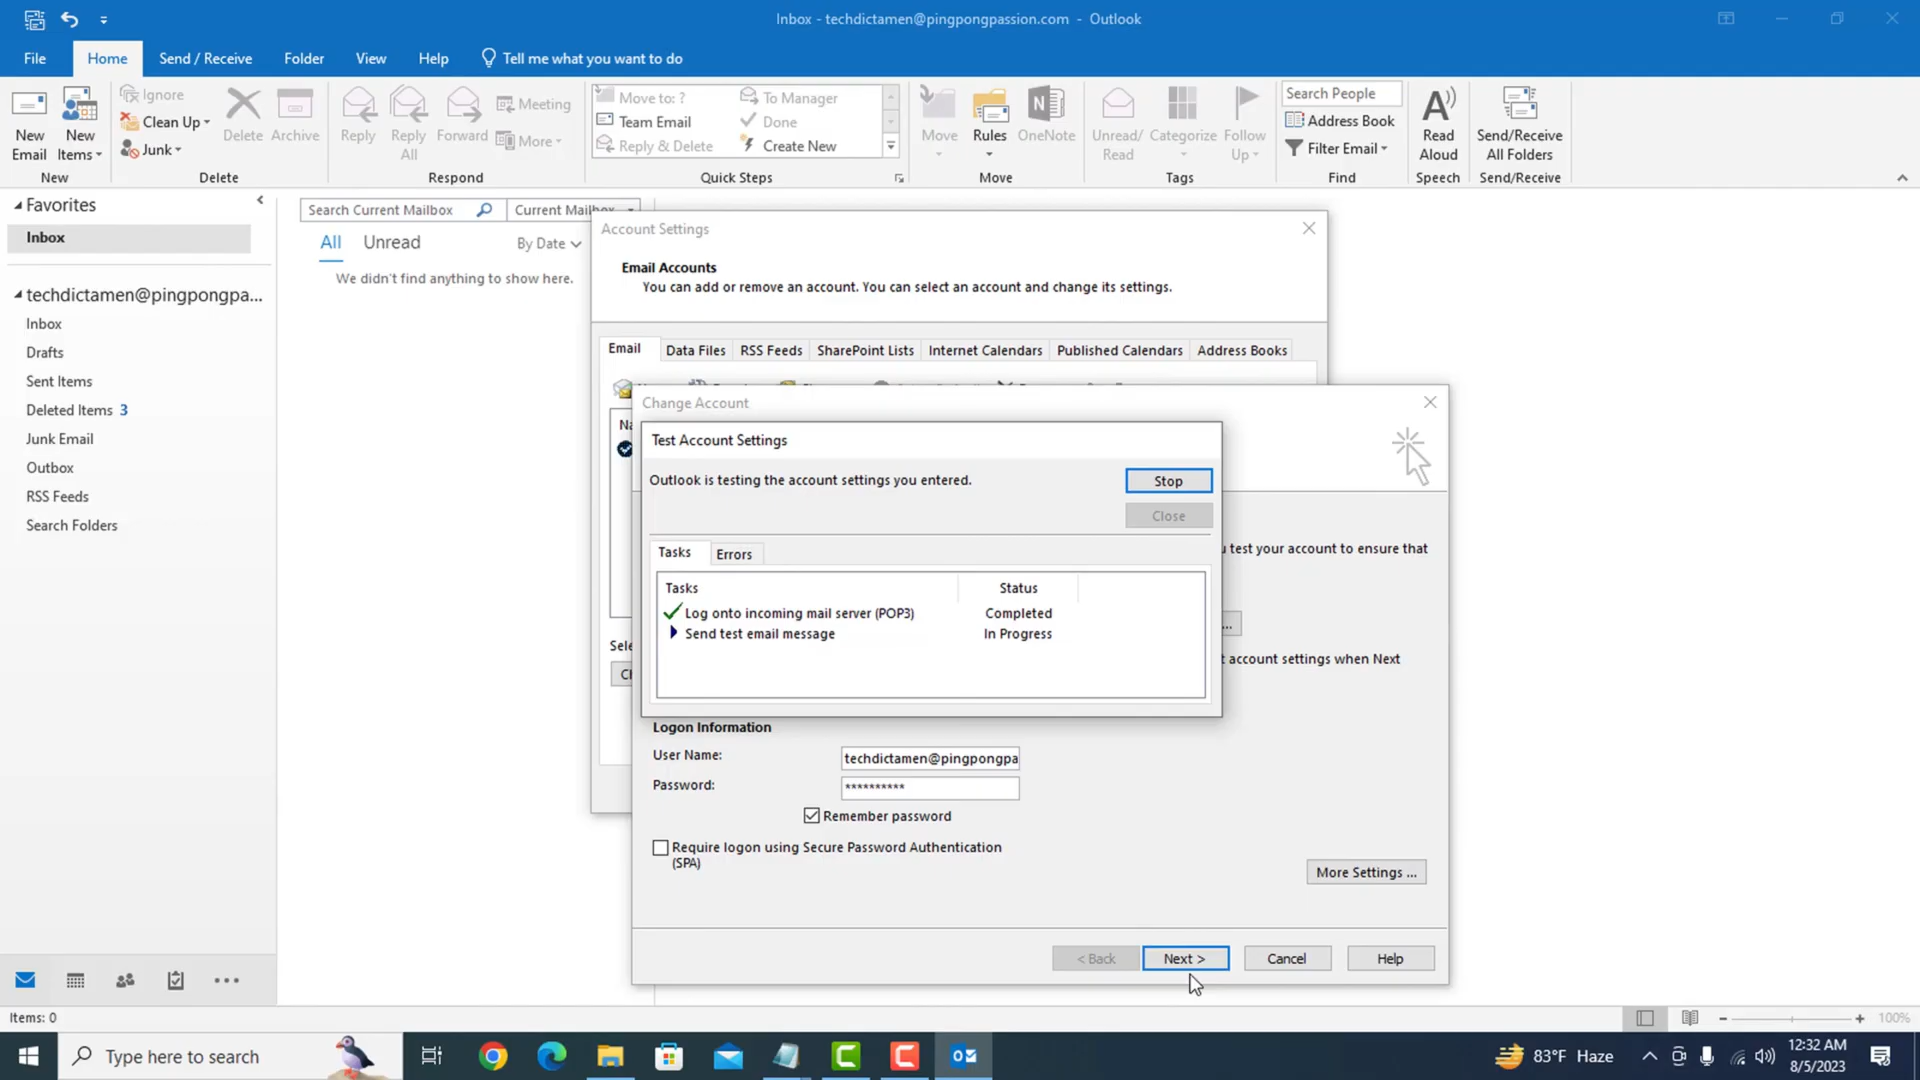 Inbox - techdictamen@pingpongpassion.com - Outlook
File Home Send / Receive Folder View Help Tell me what you want to do
New Email
New Items
New
Ignore
Clean Up
Junk
Delete Archive
Delete
Reply
Reply All
Forward
Meeting
More
Respond
Move to: ?
Team Email
Reply & Delete
To Manager
Done
Create New
Quick Steps
Move
Rules
OneNote
Move
Unread/ Read
Categorize
Follow Up
Tags
Search People
Address Book
Filter Email
Find
Read Aloud
Speech
Send/Receive All Folders
Send/Receive
Favorites
Inbox
techdictamen@pingpongpa...
Inbox
Drafts
Sent Items
Deleted Items 3
Junk Email
Outbox
RSS Feeds
Search Folders
Search Current Mailbox
Current Mailbox
All Unread By Date
We didn't find anything to show here.
Account Settings
Email Accounts
You can add or remove an account. You can select an account and change its settings.
Email Data Files RSS Feeds SharePoint Lists Internet Calendars Published Calendars Address Books
Na
Sele
Ch
Change Account
Test Account Settings
Outlook is testing the account settings you entered.
Stop
Close
Tasks Errors
Tasks Status
Log onto incoming mail server (POP3) Completed
Send test email message In Progress
test your account to ensure that
...
t account settings when Next
Logon Information
User Name: techdictamen@pingpongpa
Password: **********
Remember password
Require logon using Secure Password Authentication
(SPA)
More Settings ...
< Back Next > Cancel Help
Items: 0
100%
Type here to search
83°F Haze
12:32 AM
8/5/2023